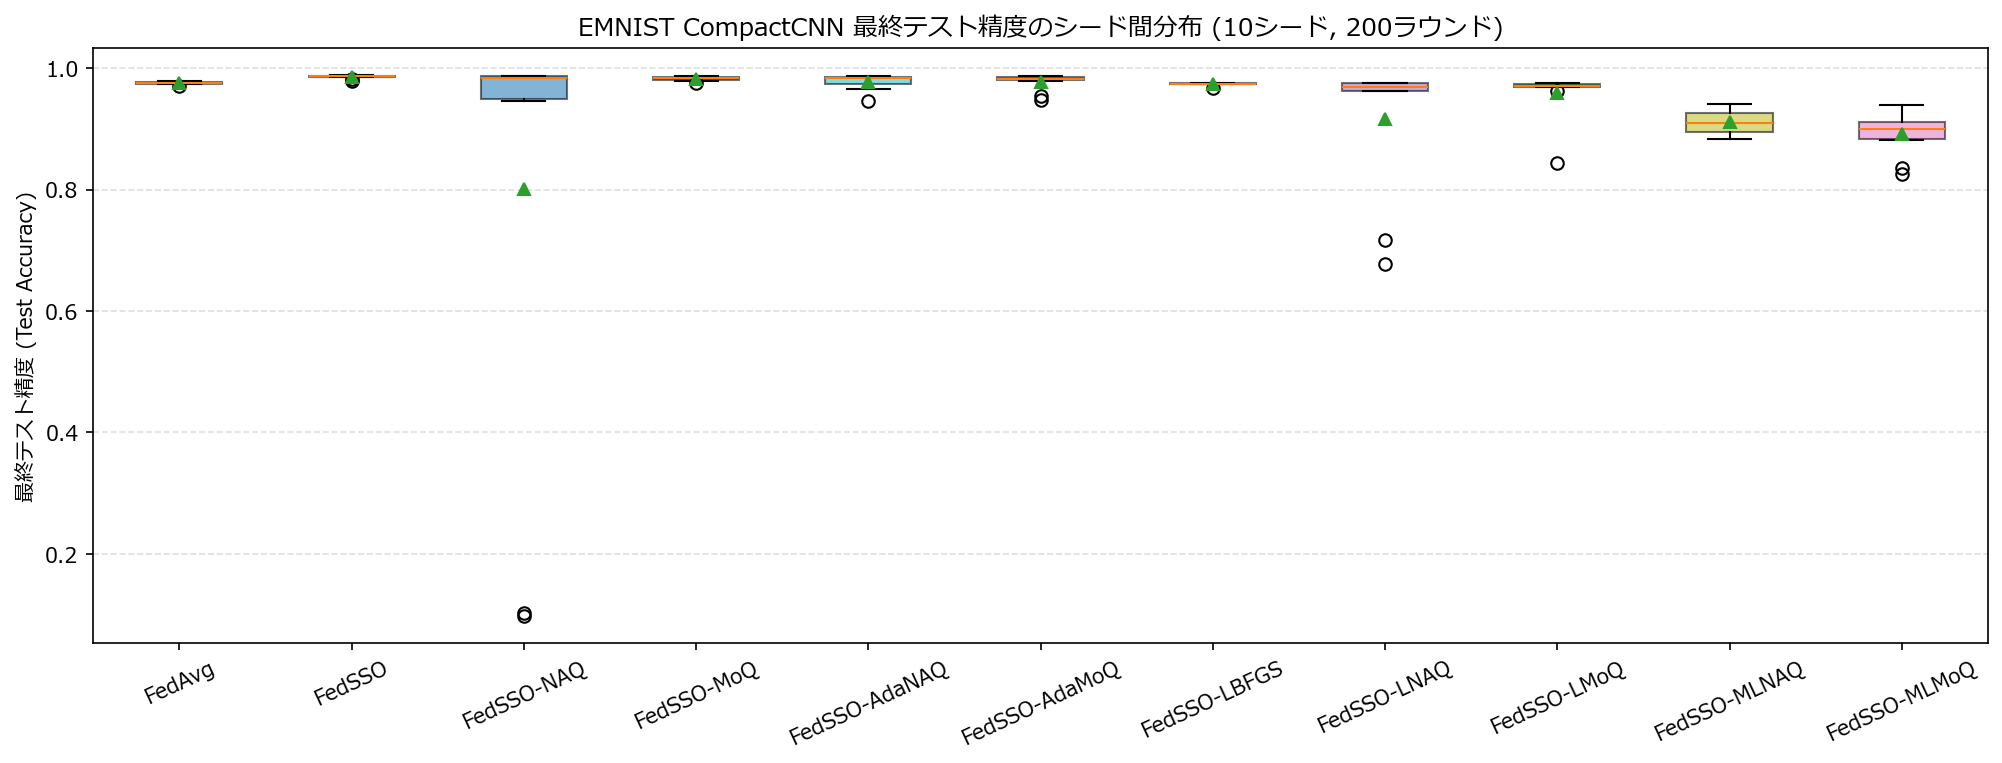 EMNIST CompactCNN 最終テスト精度のシード間分布 (10シード, 200ラウンド)
最終テスト精度 (Test Accuracy)
1.0
0.8
0.6
0.4
0.2
FedAvg
FedSSO
FedSSO-NAQ
FedSSO-MoQ
FedSSO-AdaNAQ
FedSSO-AdaMoQ
FedSSO-LBFGS
FedSSO-LNAQ
FedSSO-LMoQ
FedSSO-MLNAQ
FedSSO-MLMoQ